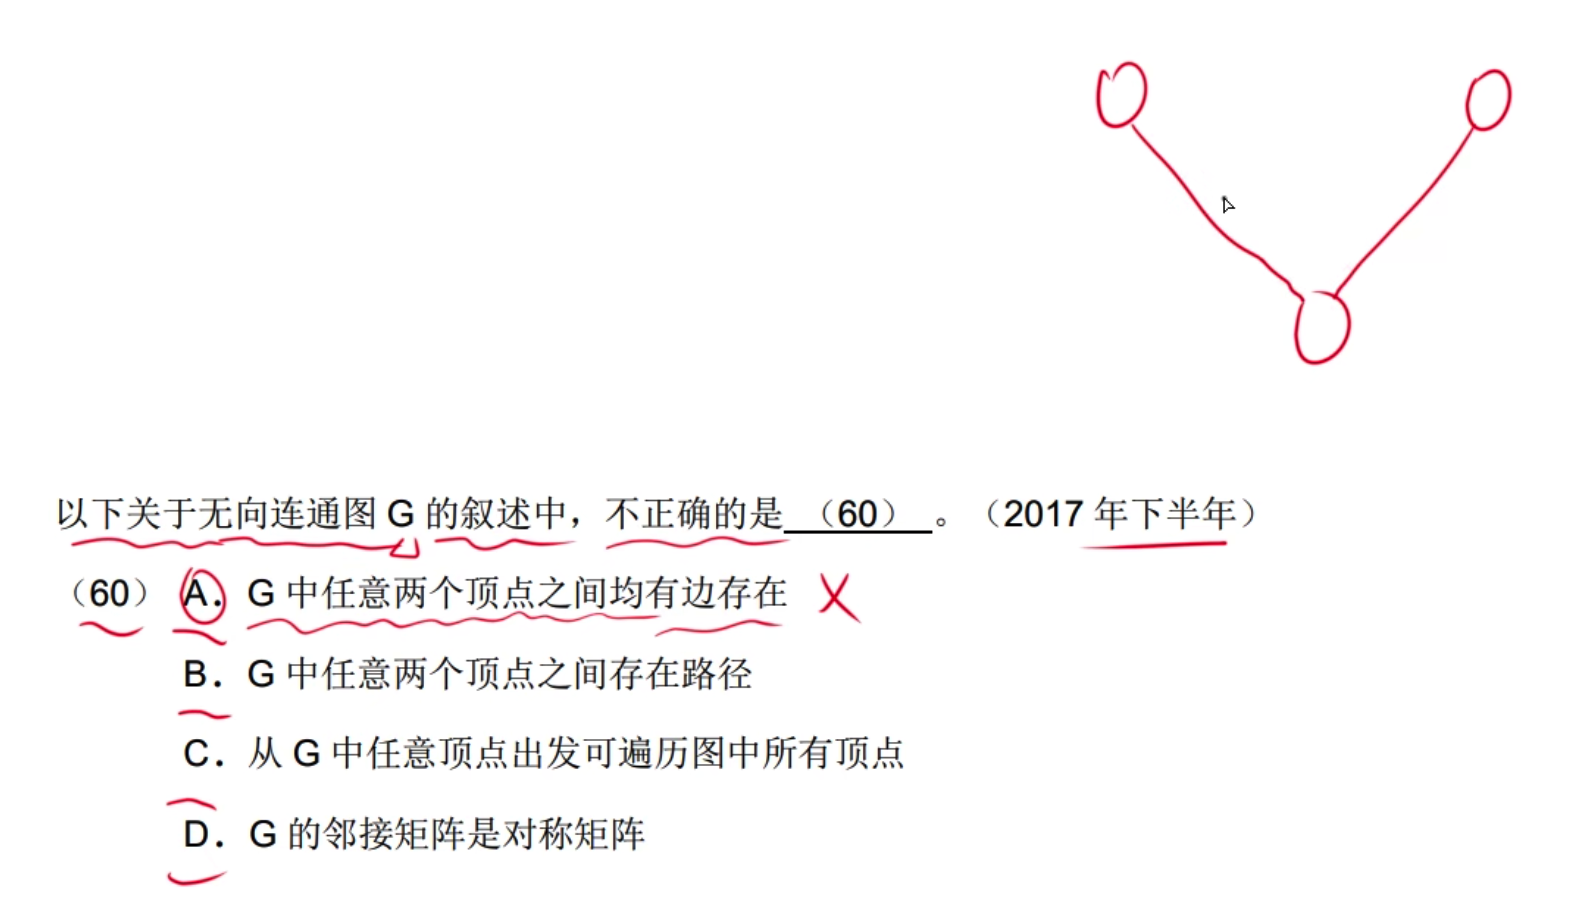 以下关于无向连通图 G 的叙述中，不正确的是 （60） 。（2017 年下半年）
（60） A． G 中任意两个顶点之间均有边存在
B． G 中任意两个顶点之间存在路径
C． 从 G 中任意顶点出发可遍历图中所有顶点
D． G 的邻接矩阵是对称矩阵